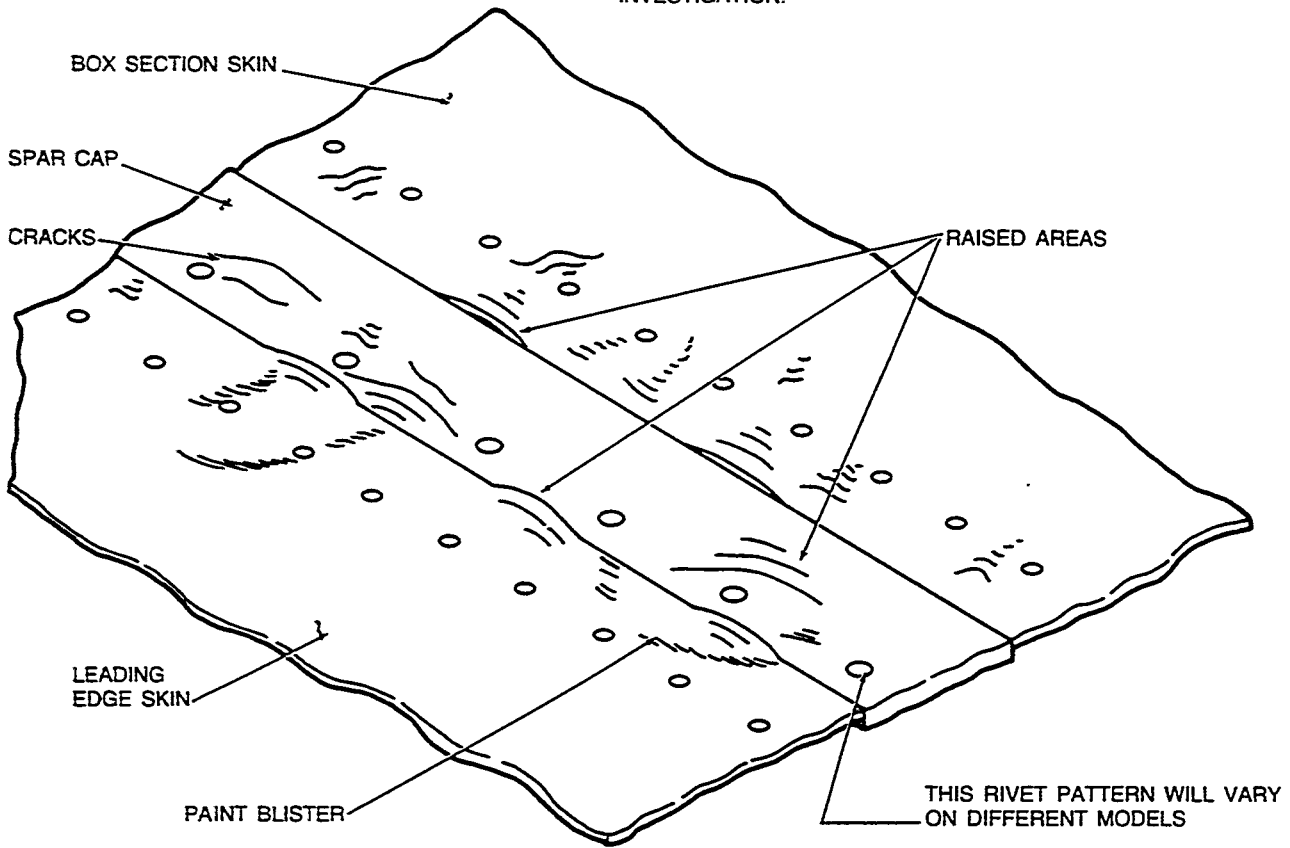 INVESTIGATION.
BOX SECTION SKIN
SPAR CAP
CRACKS
RAISED AREAS
LEADING
EDGE SKIN
PAINT BLISTER
THIS RIVET PATTERN WILL VARY
ON DIFFERENT MODELS